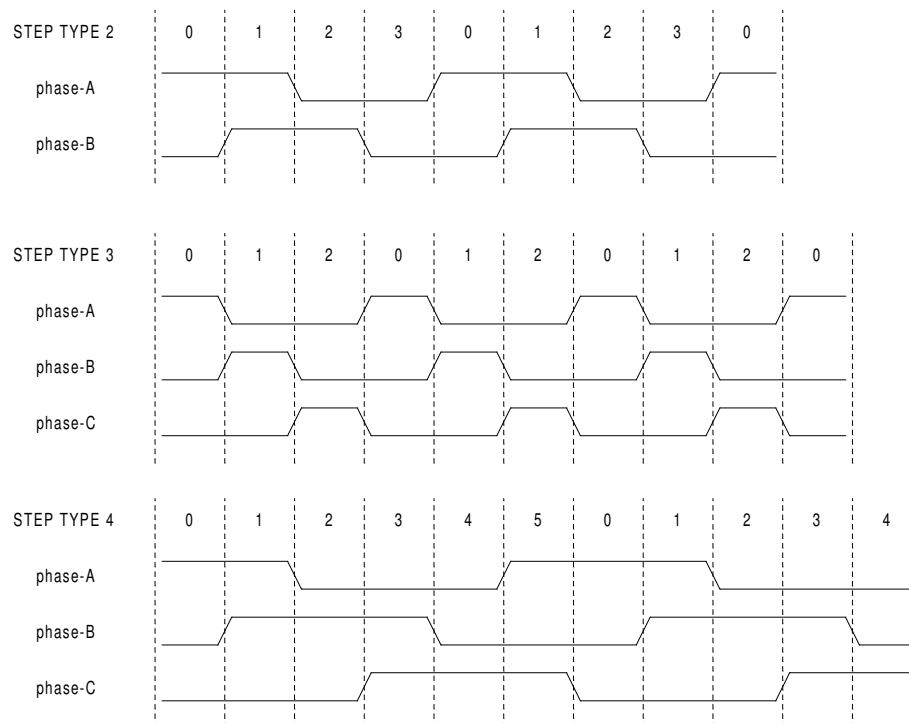 STEP TYPE 2 0 1 2 3 0 1 2 3 0
phase-A
phase-B
STEP TYPE 3 0 1 2 0 1 2 0 1 2 0
phase-A
phase-B
phase-C
STEP TYPE 4 0 1 2 3 4 5 0 1 2 3 4
phase-A
phase-B
phase-C